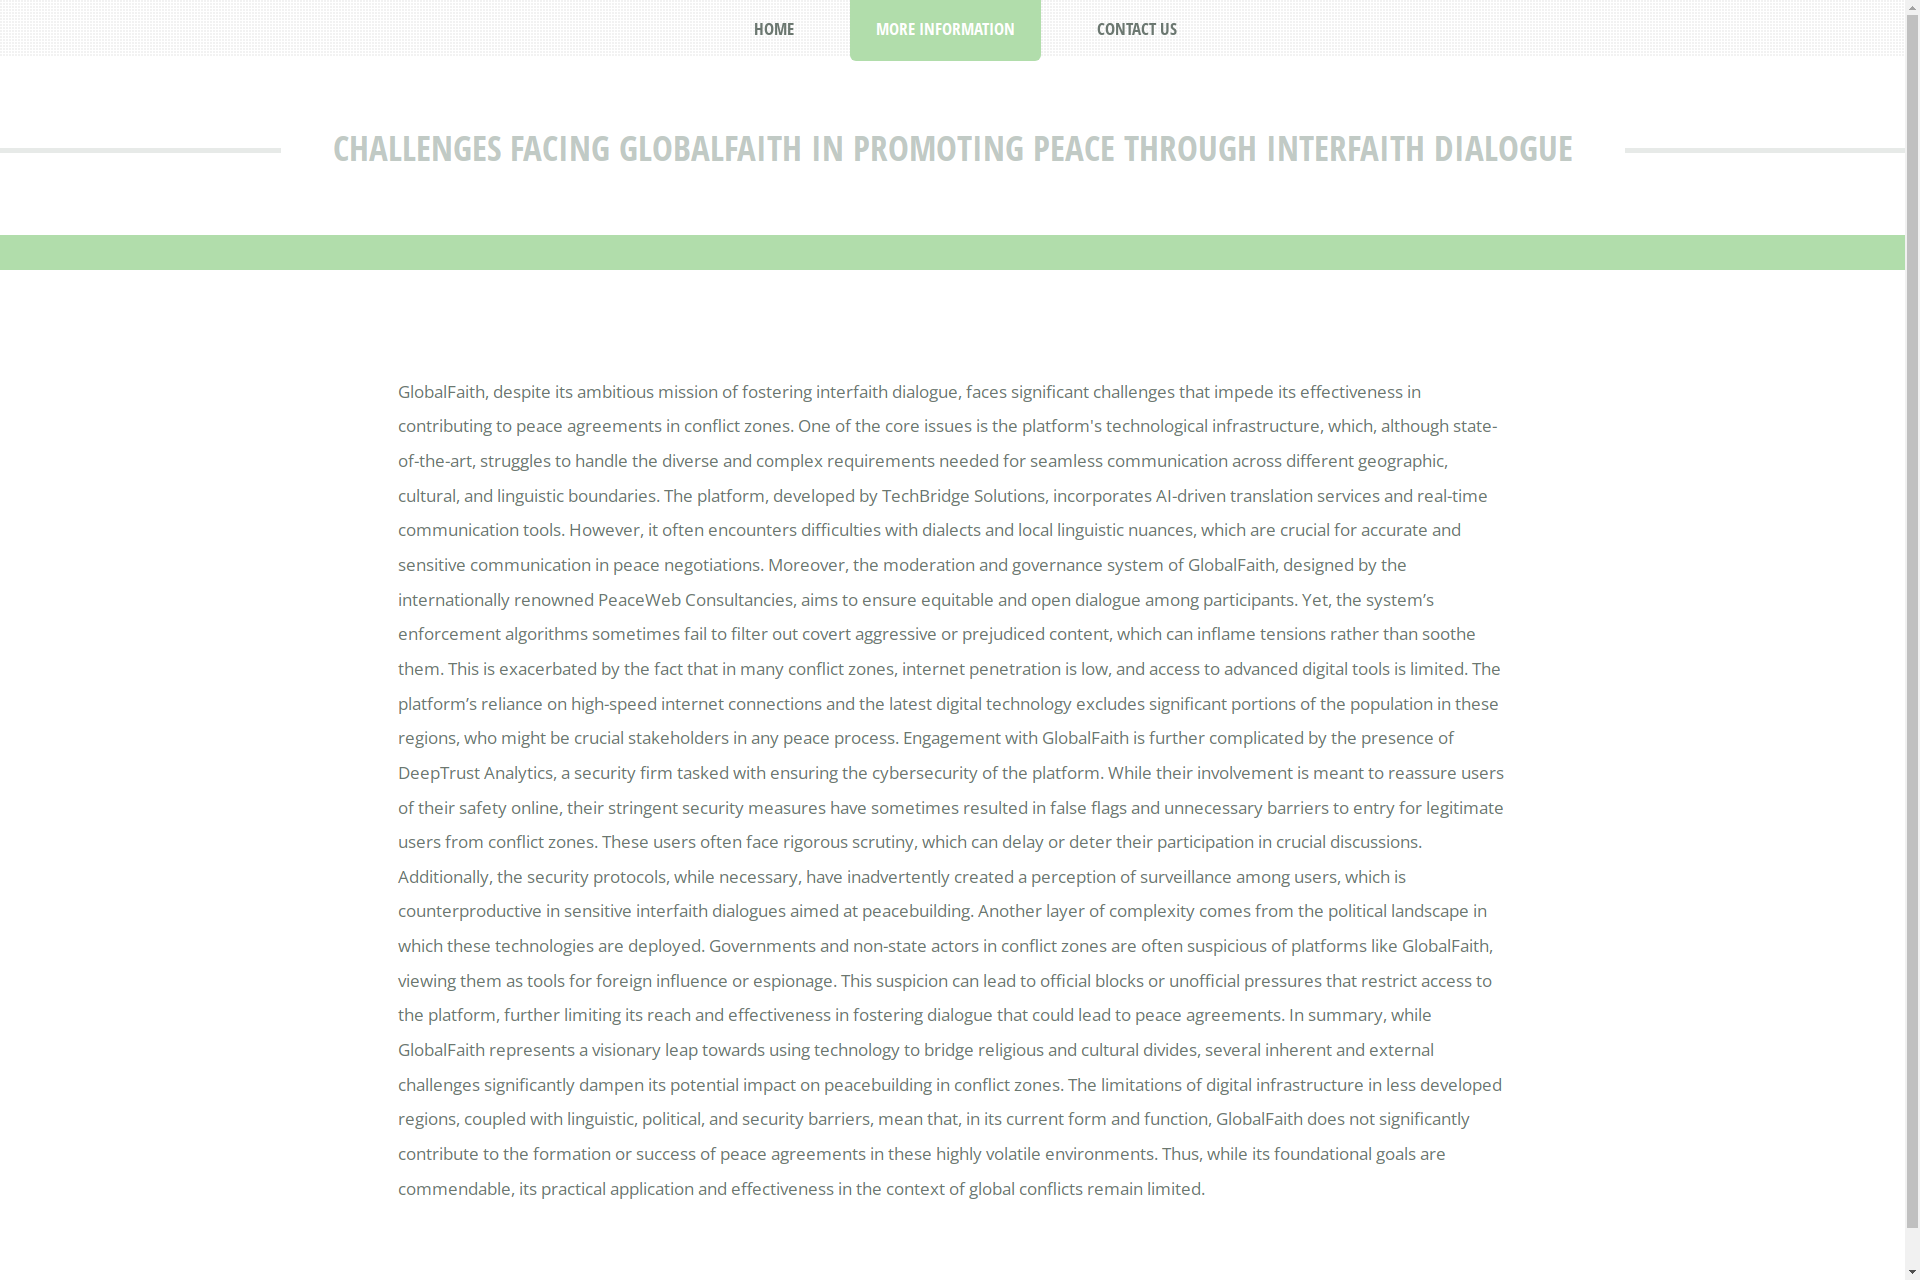 HOME
MORE INFORMATION
CONTACT US
CHALLENGES FACING GLOBALFAITH IN PROMOTING PEACE THROUGH INTERFAITH DIALOGUE
GlobalFaith, despite its ambitious mission of fostering interfaith dialogue, faces significant challenges that impede its effectiveness in
contributing to peace agreements in conflict zones. One of the core issues is the platform's technological infrastructure, which, although state-
of-the-art, struggles to handle the diverse and complex requirements needed for seamless communication across different geographic,
cultural, and linguistic boundaries. The platform, developed by TechBridge Solutions, incorporates AI-driven translation services and real-time
communication tools. However, it often encounters difficulties with dialects and local linguistic nuances, which are crucial for accurate and
sensitive communication in peace negotiations. Moreover, the moderation and governance system of GlobalFaith, designed by the
internationally renowned PeaceWeb Consultancies, aims to ensure equitable and open dialogue among participants. Yet, the system’s
enforcement algorithms sometimes fail to filter out covert aggressive or prejudiced content, which can inflame tensions rather than soothe
them. This is exacerbated by the fact that in many conflict zones, internet penetration is low, and access to advanced digital tools is limited. The
platform’s reliance on high-speed internet connections and the latest digital technology excludes significant portions of the population in these
regions, who might be crucial stakeholders in any peace process. Engagement with GlobalFaith is further complicated by the presence of
DeepTrust Analytics, a security firm tasked with ensuring the cybersecurity of the platform. While their involvement is meant to reassure users
of their safety online, their stringent security measures have sometimes resulted in false flags and unnecessary barriers to entry for legitimate
users from conflict zones. These users often face rigorous scrutiny, which can delay or deter their participation in crucial discussions.
Additionally, the security protocols, while necessary, have inadvertently created a perception of surveillance among users, which is
counterproductive in sensitive interfaith dialogues aimed at peacebuilding. Another layer of complexity comes from the political landscape in
which these technologies are deployed. Governments and non-state actors in conflict zones are often suspicious of platforms like GlobalFaith,
viewing them as tools for foreign influence or espionage. This suspicion can lead to official blocks or unofficial pressures that restrict access to
the platform, further limiting its reach and effectiveness in fostering dialogue that could lead to peace agreements. In summary, while
GlobalFaith represents a visionary leap towards using technology to bridge religious and cultural divides, several inherent and external
challenges significantly dampen its potential impact on peacebuilding in conflict zones. The limitations of digital infrastructure in less developed
regions, coupled with linguistic, political, and security barriers, mean that, in its current form and function, GlobalFaith does not significantly
contribute to the formation or success of peace agreements in these highly volatile environments. Thus, while its foundational goals are
commendable, its practical application and effectiveness in the context of global conflicts remain limited.